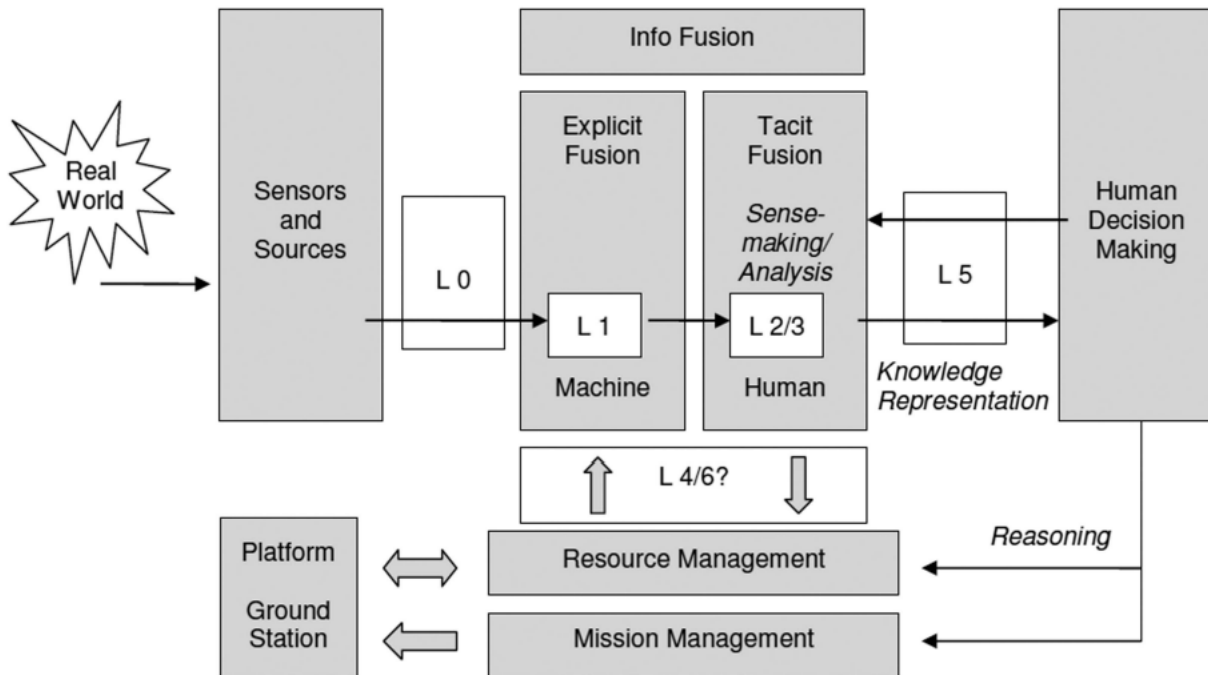 Info Fusion
Real
World
Sensors
and
Sources
L 0
Explicit
Fusion
L 1
Machine
Tacit
Fusion
Sense-
making/
Analysis
L 2/3
Human
L 5
Knowledge
Representation
Human
Decision
Making
L 4/6?
Platform
Ground
Station
Resource Management
Mission Management
Reasoning